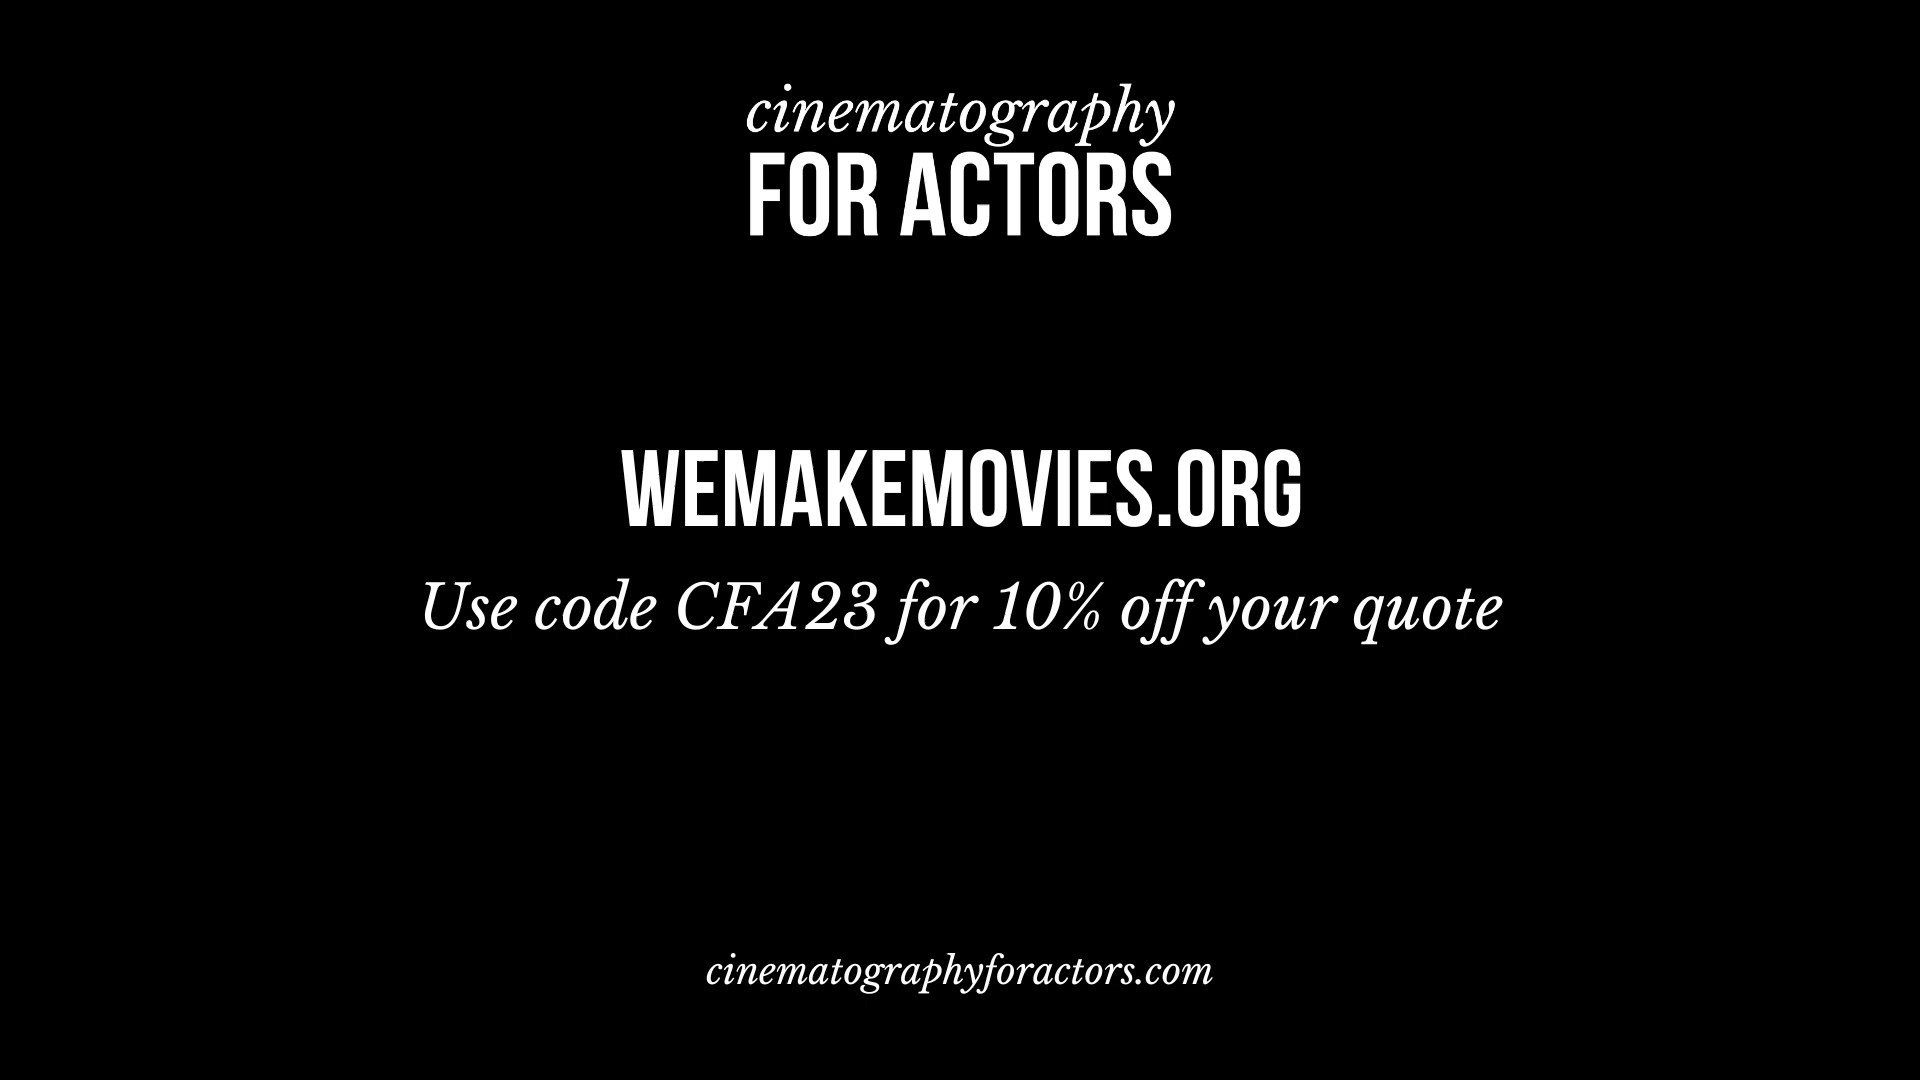 cinematography
FOR ACTORS
WEMAKEMOVIES.ORG
Use code CFA23 for 10% off your quote
cinematographyforactors.com